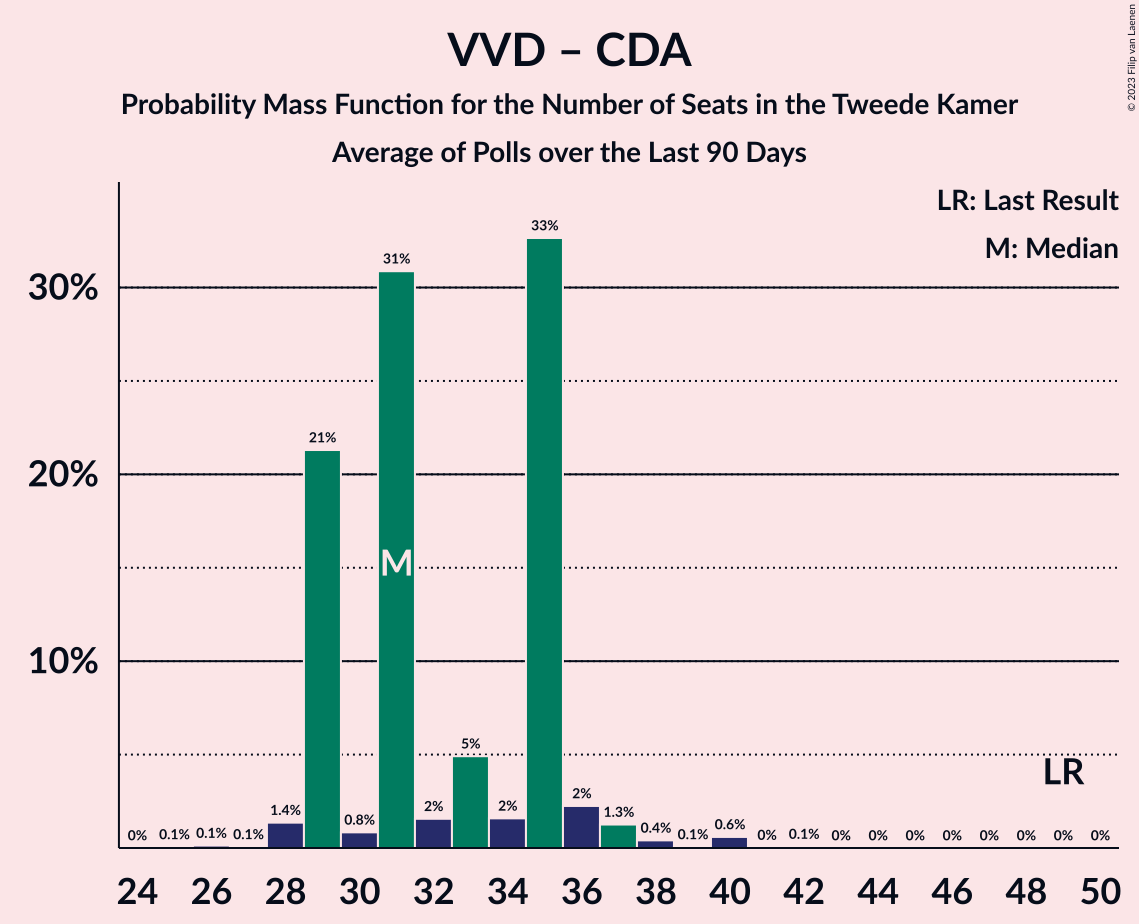 VVD – CDA
Probability Mass Function for the Number of Seats in the Tweede Kamer
Average of Polls over the Last 90 Days
© 2023 Filip van Laenen
LR: Last Result
M: Median
30%
20%
10%
0% 0.1% 0.1% 0.1% 1.4% 21% 0.8% 31% 2% 5% 2% 33% 2% 1.3% 0.4% 0.1% 0.6% 0% 0.1% 0% 0% 0% 0% 0% 0% 0% 0%
M
LR
24 26 28 30 32 34 36 38 40 42 44 46 48 50